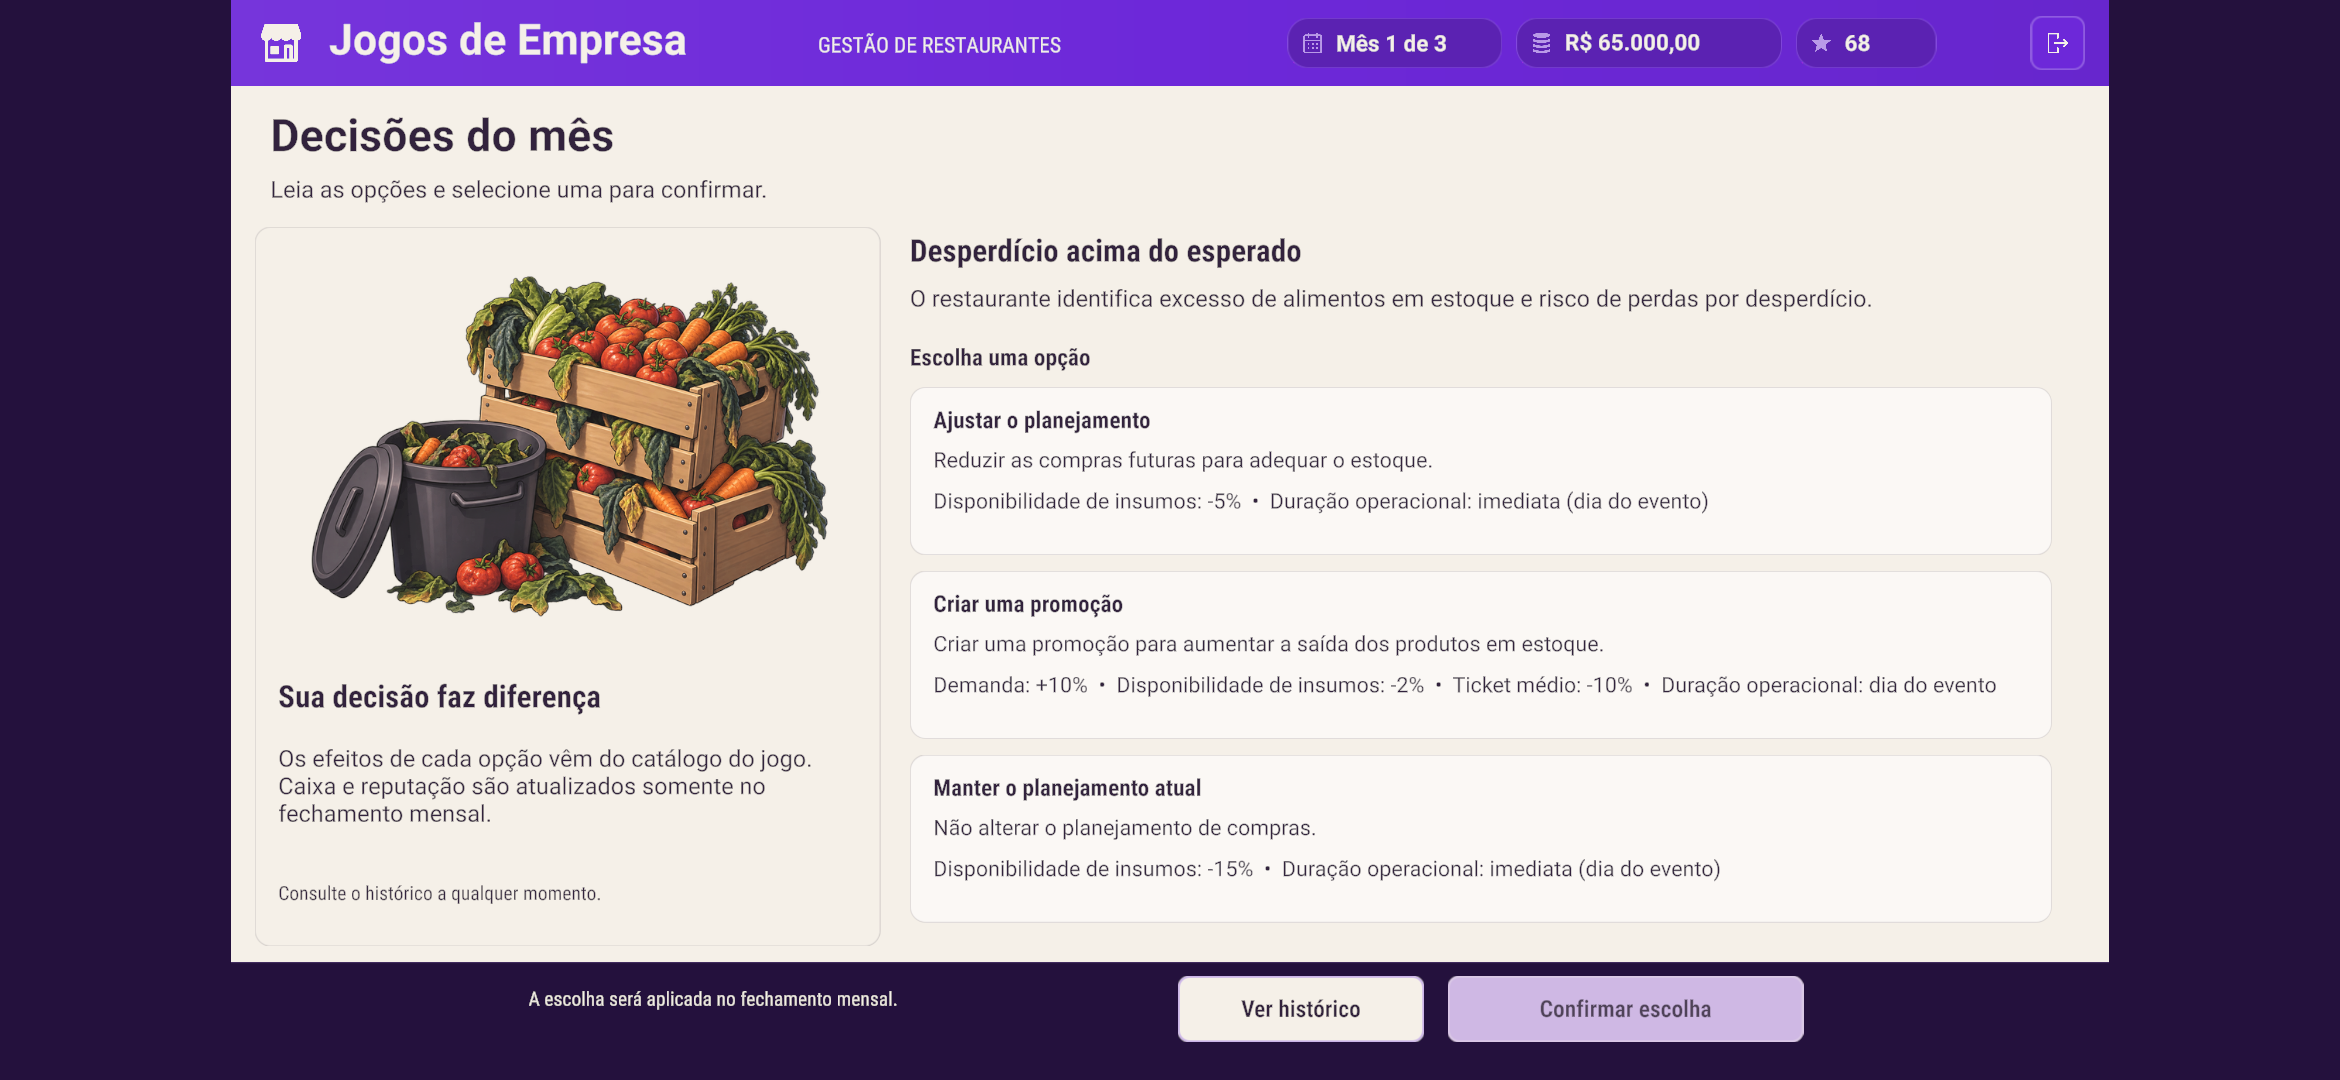 Jogos de Empresa
GESTÃO DE RESTAURANTES
Mês 1 de 3
R$ 65.000,00
68
Decisões do mês
Leia as opções e selecione uma para confirmar.
Sua decisão faz diferença
Os efeitos de cada opção vêm do catálogo do jogo.
Caixa e reputação são atualizados somente no
fechamento mensal.
Consulte o histórico a qualquer momento.
Desperdício acima do esperado
O restaurante identifica excesso de alimentos em estoque e risco de perdas por desperdício.
Escolha uma opção
Ajustar o planejamento
Reduzir as compras futuras para adequar o estoque.
Disponibilidade de insumos: -5% • Duração operacional: imediata (dia do evento)
Criar uma promoção
Criar uma promoção para aumentar a saída dos produtos em estoque.
Demanda: +10% • Disponibilidade de insumos: -2% • Ticket médio: -10% • Duração operacional: dia do evento
Manter o planejamento atual
Não alterar o planejamento de compras.
Disponibilidade de insumos: -15% • Duração operacional: imediata (dia do evento)
A escolha será aplicada no fechamento mensal.
Ver histórico
Confirmar escolha